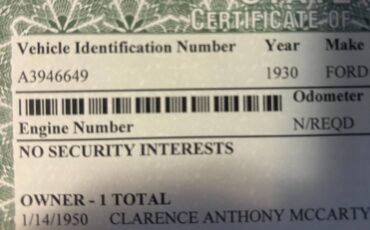 CERTIFICATE OF
Vehicle Identification Number Year Make
A3946649 1930 FORD
Odometer
Engine Number N/REQD
NO SECURITY INTERESTS
OWNER - 1 TOTAL
1/14/1950 CLARENCE ANTHONY MCCARTY